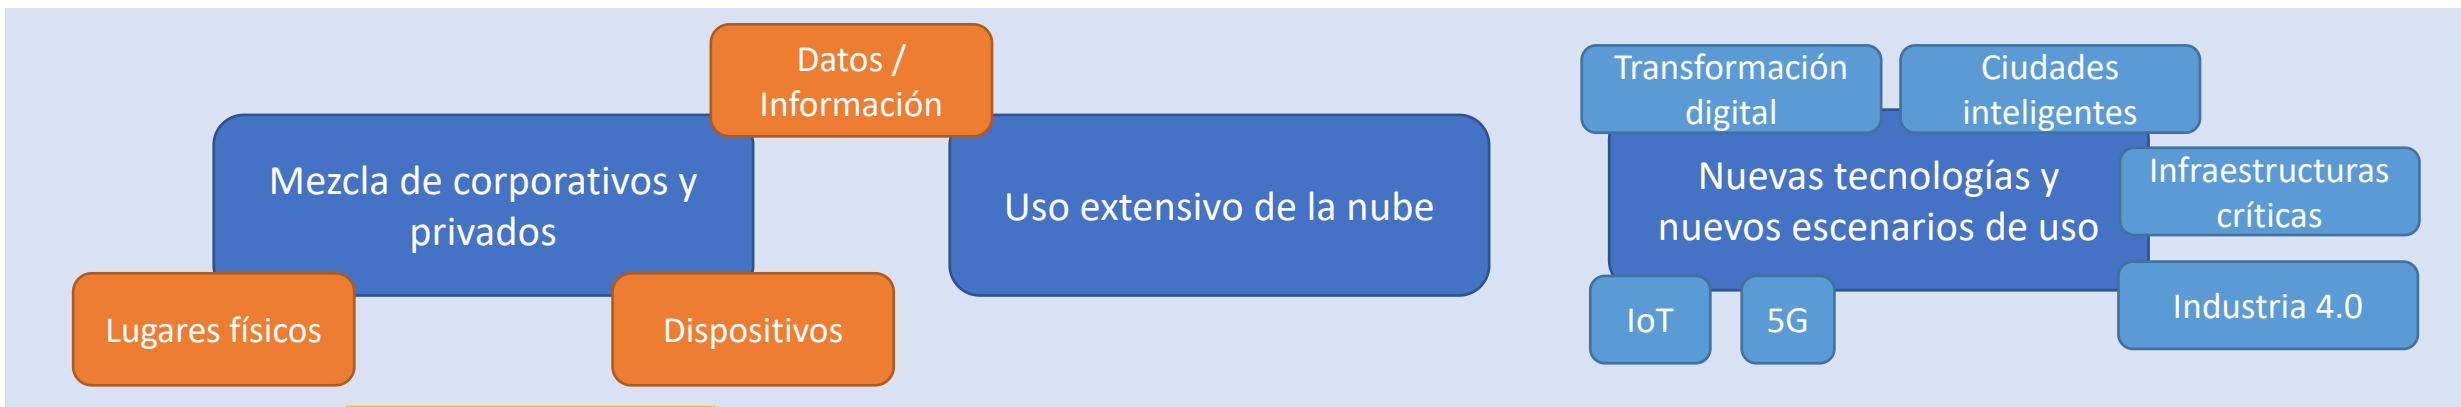 Datos /
Información
Mezcla de corporativos y
privados
Lugares físicos
Dispositivos
Uso extensivo de la nube
Transformación
digital
Ciudades
inteligentes
Nuevas tecnologías y
nuevos escenarios de uso
Infraestructuras
críticas
IoT
5G
Industria 4.0